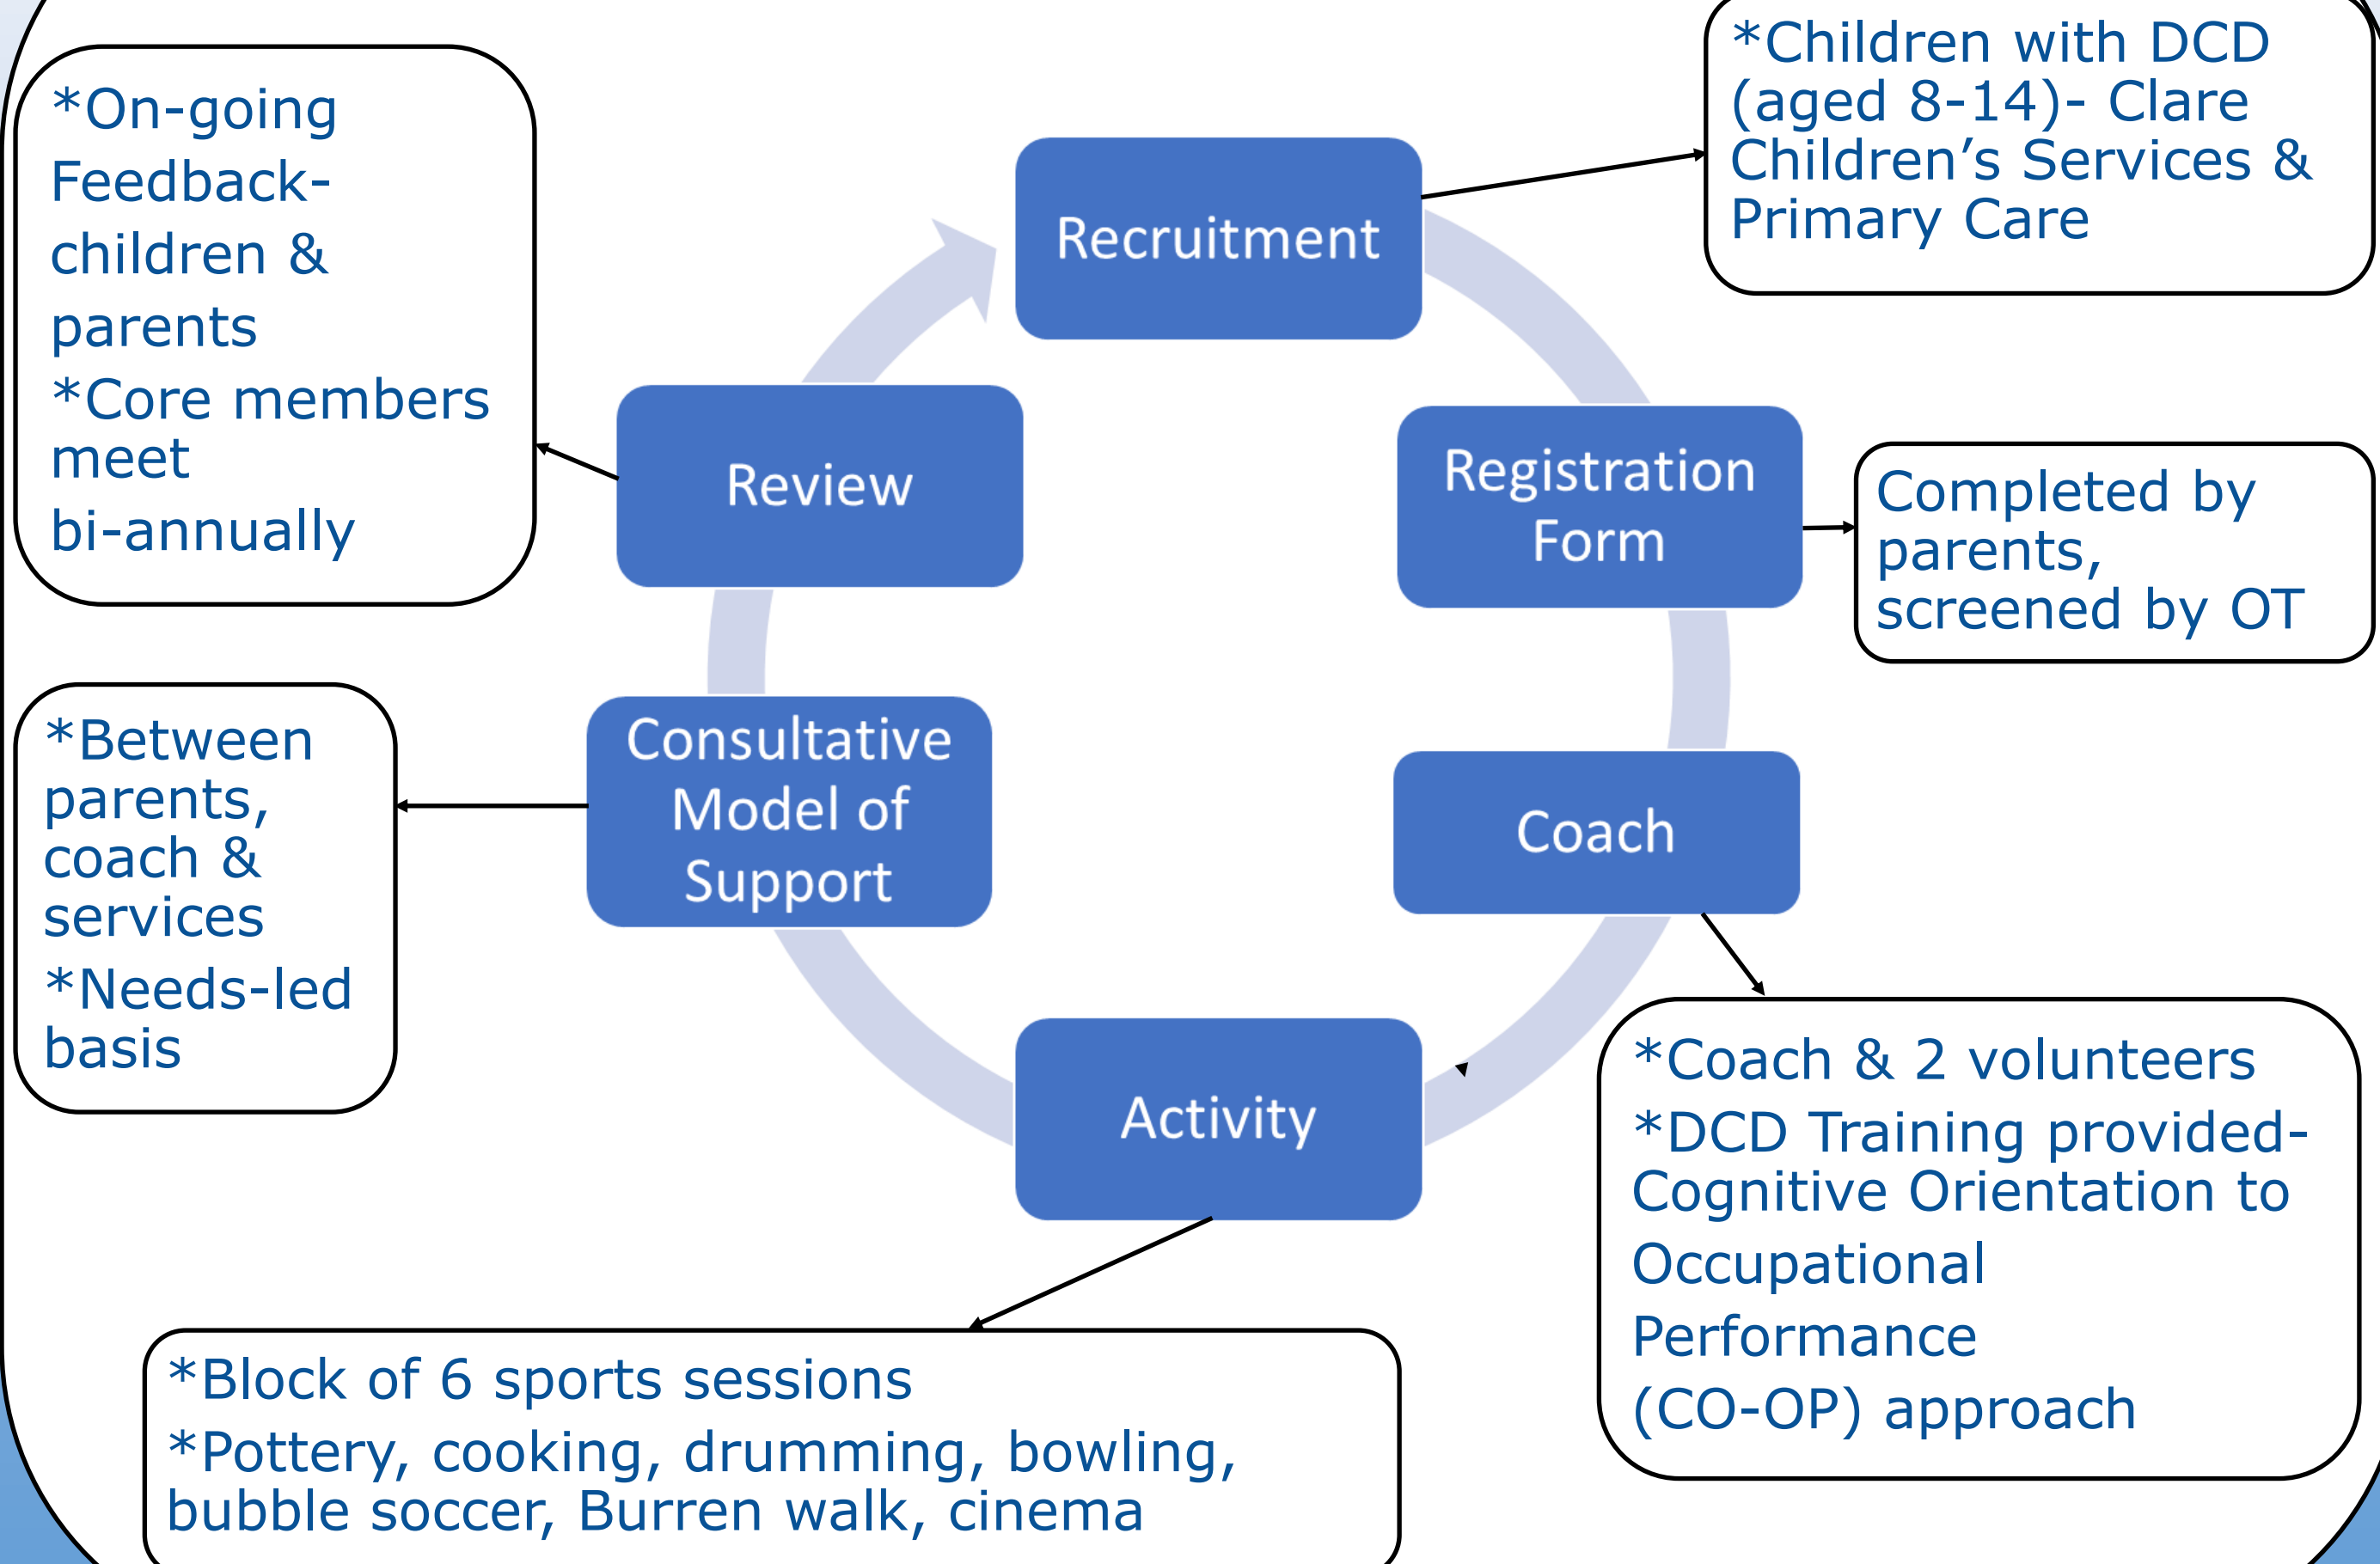 *Children with DCD
(aged 8-14)- Clare
Children's Services &
Primary Care
*On-going
Feedback-
children &
parents
*Core members
meet
bi-annually
Recruitment
Review
Registration
Form
Completed by
parents,
screened by OT
*Between
parents,
coach &
services
*Needs-led
basis
Consultative
Model of
Support
Coach
*Coach & 2 volunteers
*DCD Training provided-
Cognitive Orientation to
Occupational
Performance
(CO-OP) approach
Activity
*Block of 6 sports sessions
*Pottery, cooking, drumming, bowling,
bubble soccer, Burren walk, cinema